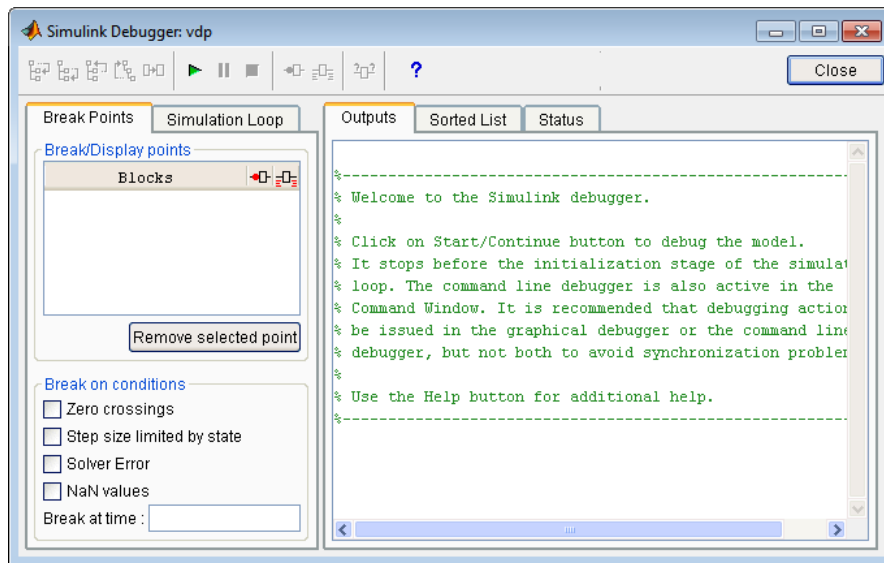 Simulink Debugger: vdp
?
Close
Break Points
Simulation Loop
Break/Display points
Blocks
Remove selected point
Break on conditions
Zero crossings
Step size limited by state
Solver Error
NaN values
Break at time :
Outputs
Sorted List
Status
%----------------------------------------------------------
% Welcome to the Simulink debugger.
%
% Click on Start/Continue button to debug the model.
% It stops before the initialization stage of the simulat
% loop. The command line debugger is also active in the
% Command Window. It is recommended that debugging action
% be issued in the graphical debugger or the command line
% debugger, but not both to avoid synchronization problem
%
% Use the Help button for additional help.
%----------------------------------------------------------